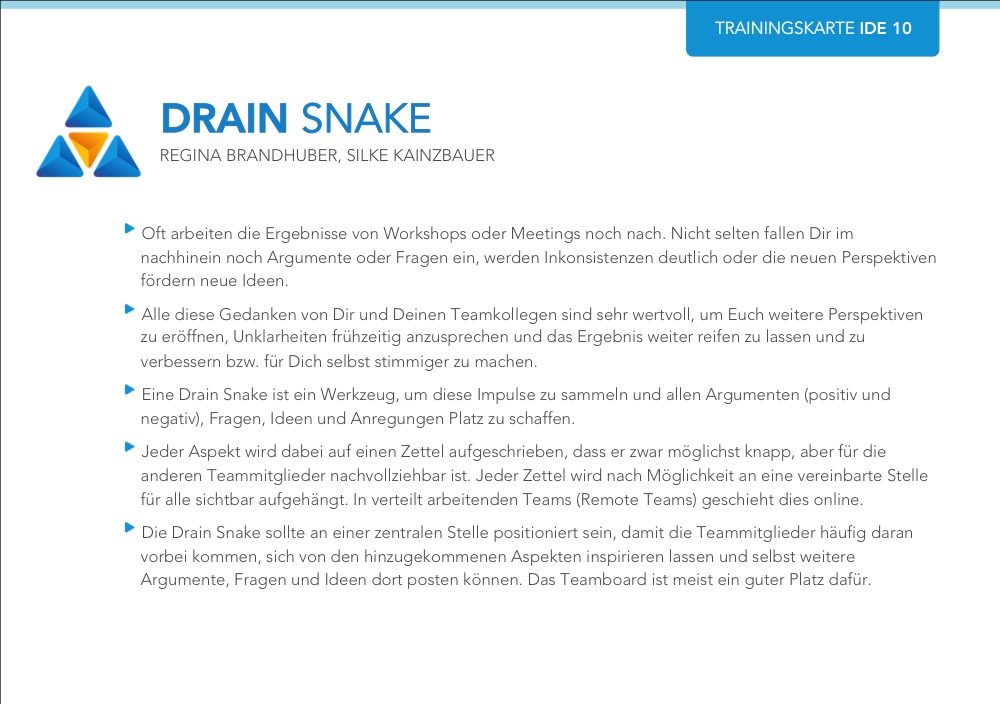 TRAININGSKARTE IDE 10
DRAIN SNAKE
REGINA BRANDHUBER, SILKE KAINZBAUER
Oft arbeiten die Ergebnisse von Workshops oder Meetings noch nach. Nicht selten fallen Dir im
nachhinein noch Argumente oder Fragen ein, werden Inkonsistenzen deutlich oder die neuen Perspektiven
fördern neue Ideen.
Alle diese Gedanken von Dir und Deinen Teamkollegen sind sehr wertvoll, um Euch weitere Perspektiven
zu eröffnen, Unklarheiten frühzeitig anzusprechen und das Ergebnis weiter reifen zu lassen und zu
verbessern bzw. für Dich selbst stimmiger zu machen.
Eine Drain Snake ist ein Werkzeug, um diese Impulse zu sammeln und allen Argumenten (positiv und
negativ), Fragen, Ideen und Anregungen Platz zu schaffen.
Jeder Aspekt wird dabei auf einen Zettel aufgeschrieben, dass er zwar möglichst knapp, aber für die
anderen Teammitglieder nachvollziehbar ist. Jeder Zettel wird nach Möglichkeit an eine vereinbarte Stelle
für alle sichtbar aufgehängt. In verteilt arbeitenden Teams (Remote Teams) geschieht dies online.
Die Drain Snake sollte an einer zentralen Stelle positioniert sein, damit die Teammitglieder häufig daran
vorbei kommen, sich von den hinzugekommenen Aspekten inspirieren lassen und selbst weitere
Argumente, Fragen und Ideen dort posten können. Das Teamboard ist meist ein guter Platz dafür.